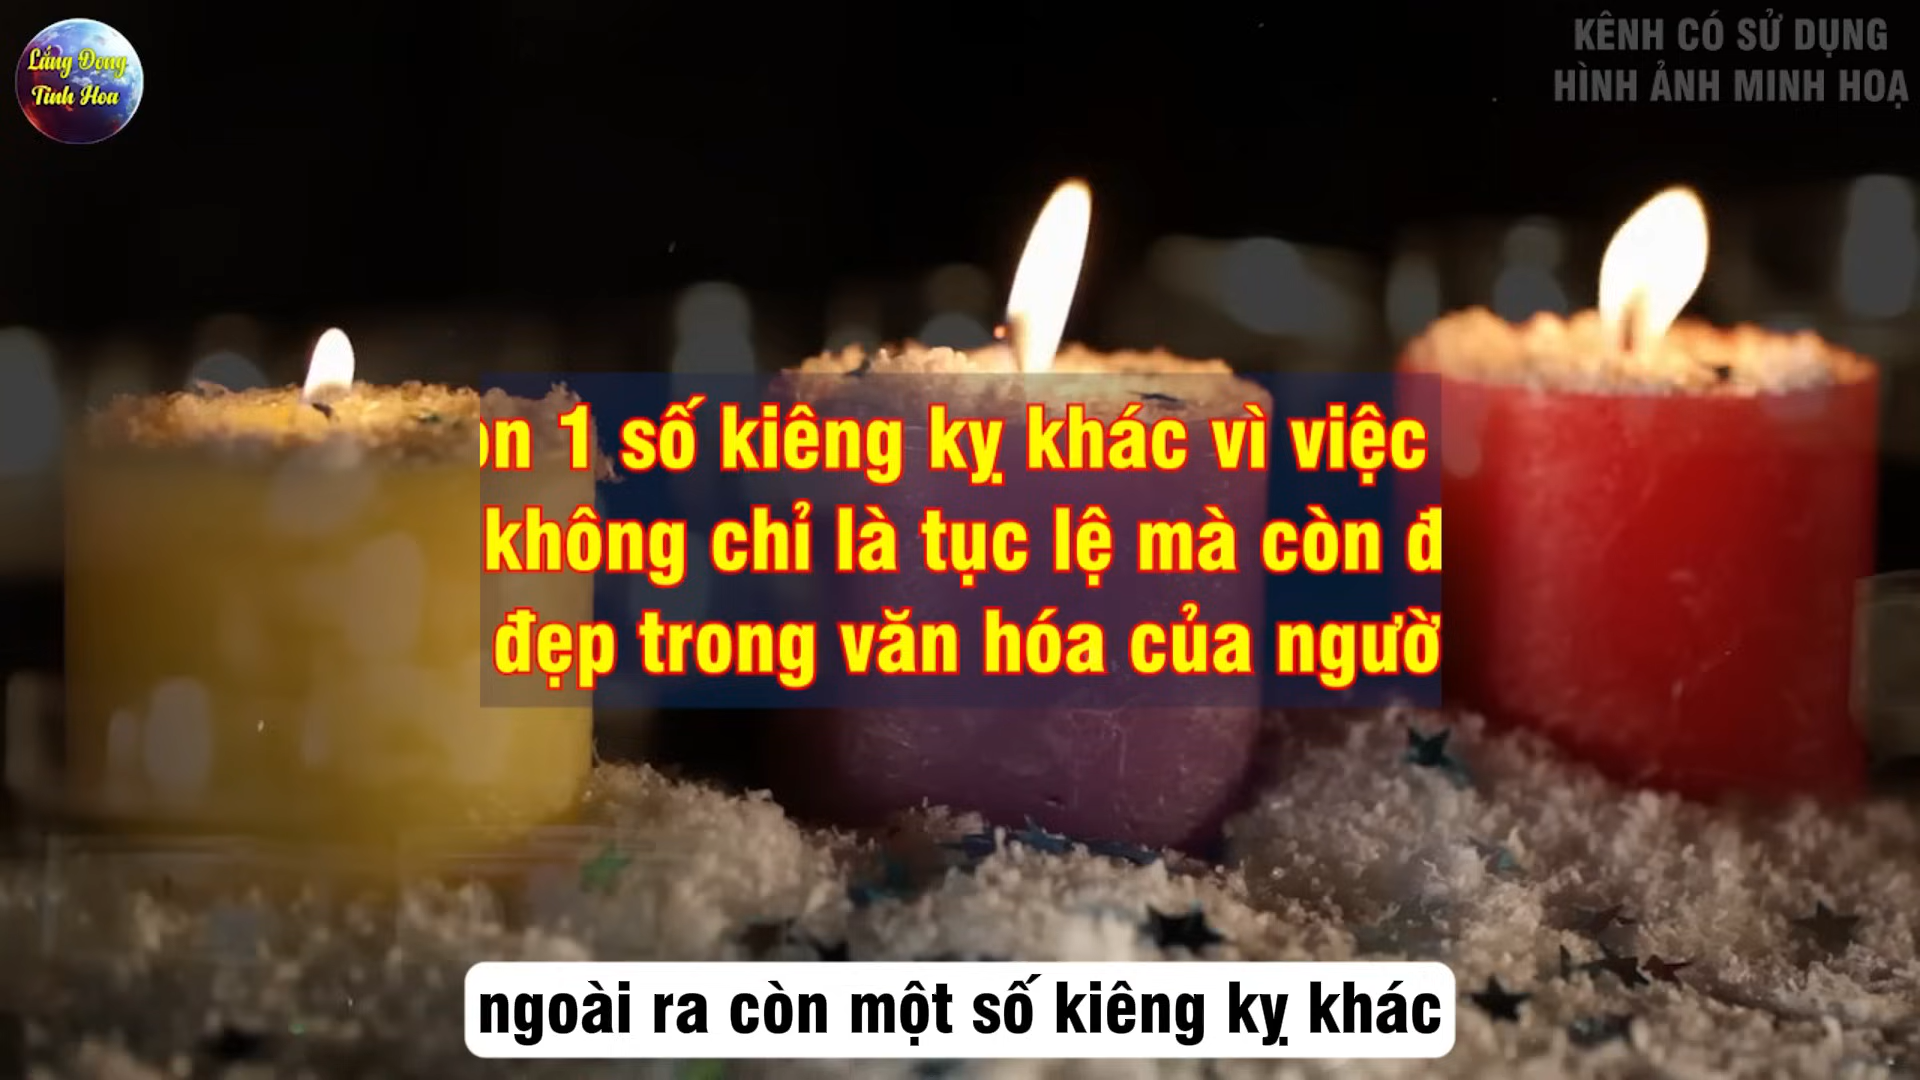 Lắng Đọng
Tinh Hoa
KÊNH CÓ SỬ DỤNG
HÌNH ẢNH MINH HOẠ
1 số kiêng kỵ khác vì việc
không chỉ là tục lệ mà còn
đẹp trong văn hóa của
ngoài ra còn một số kiêng kỵ khác